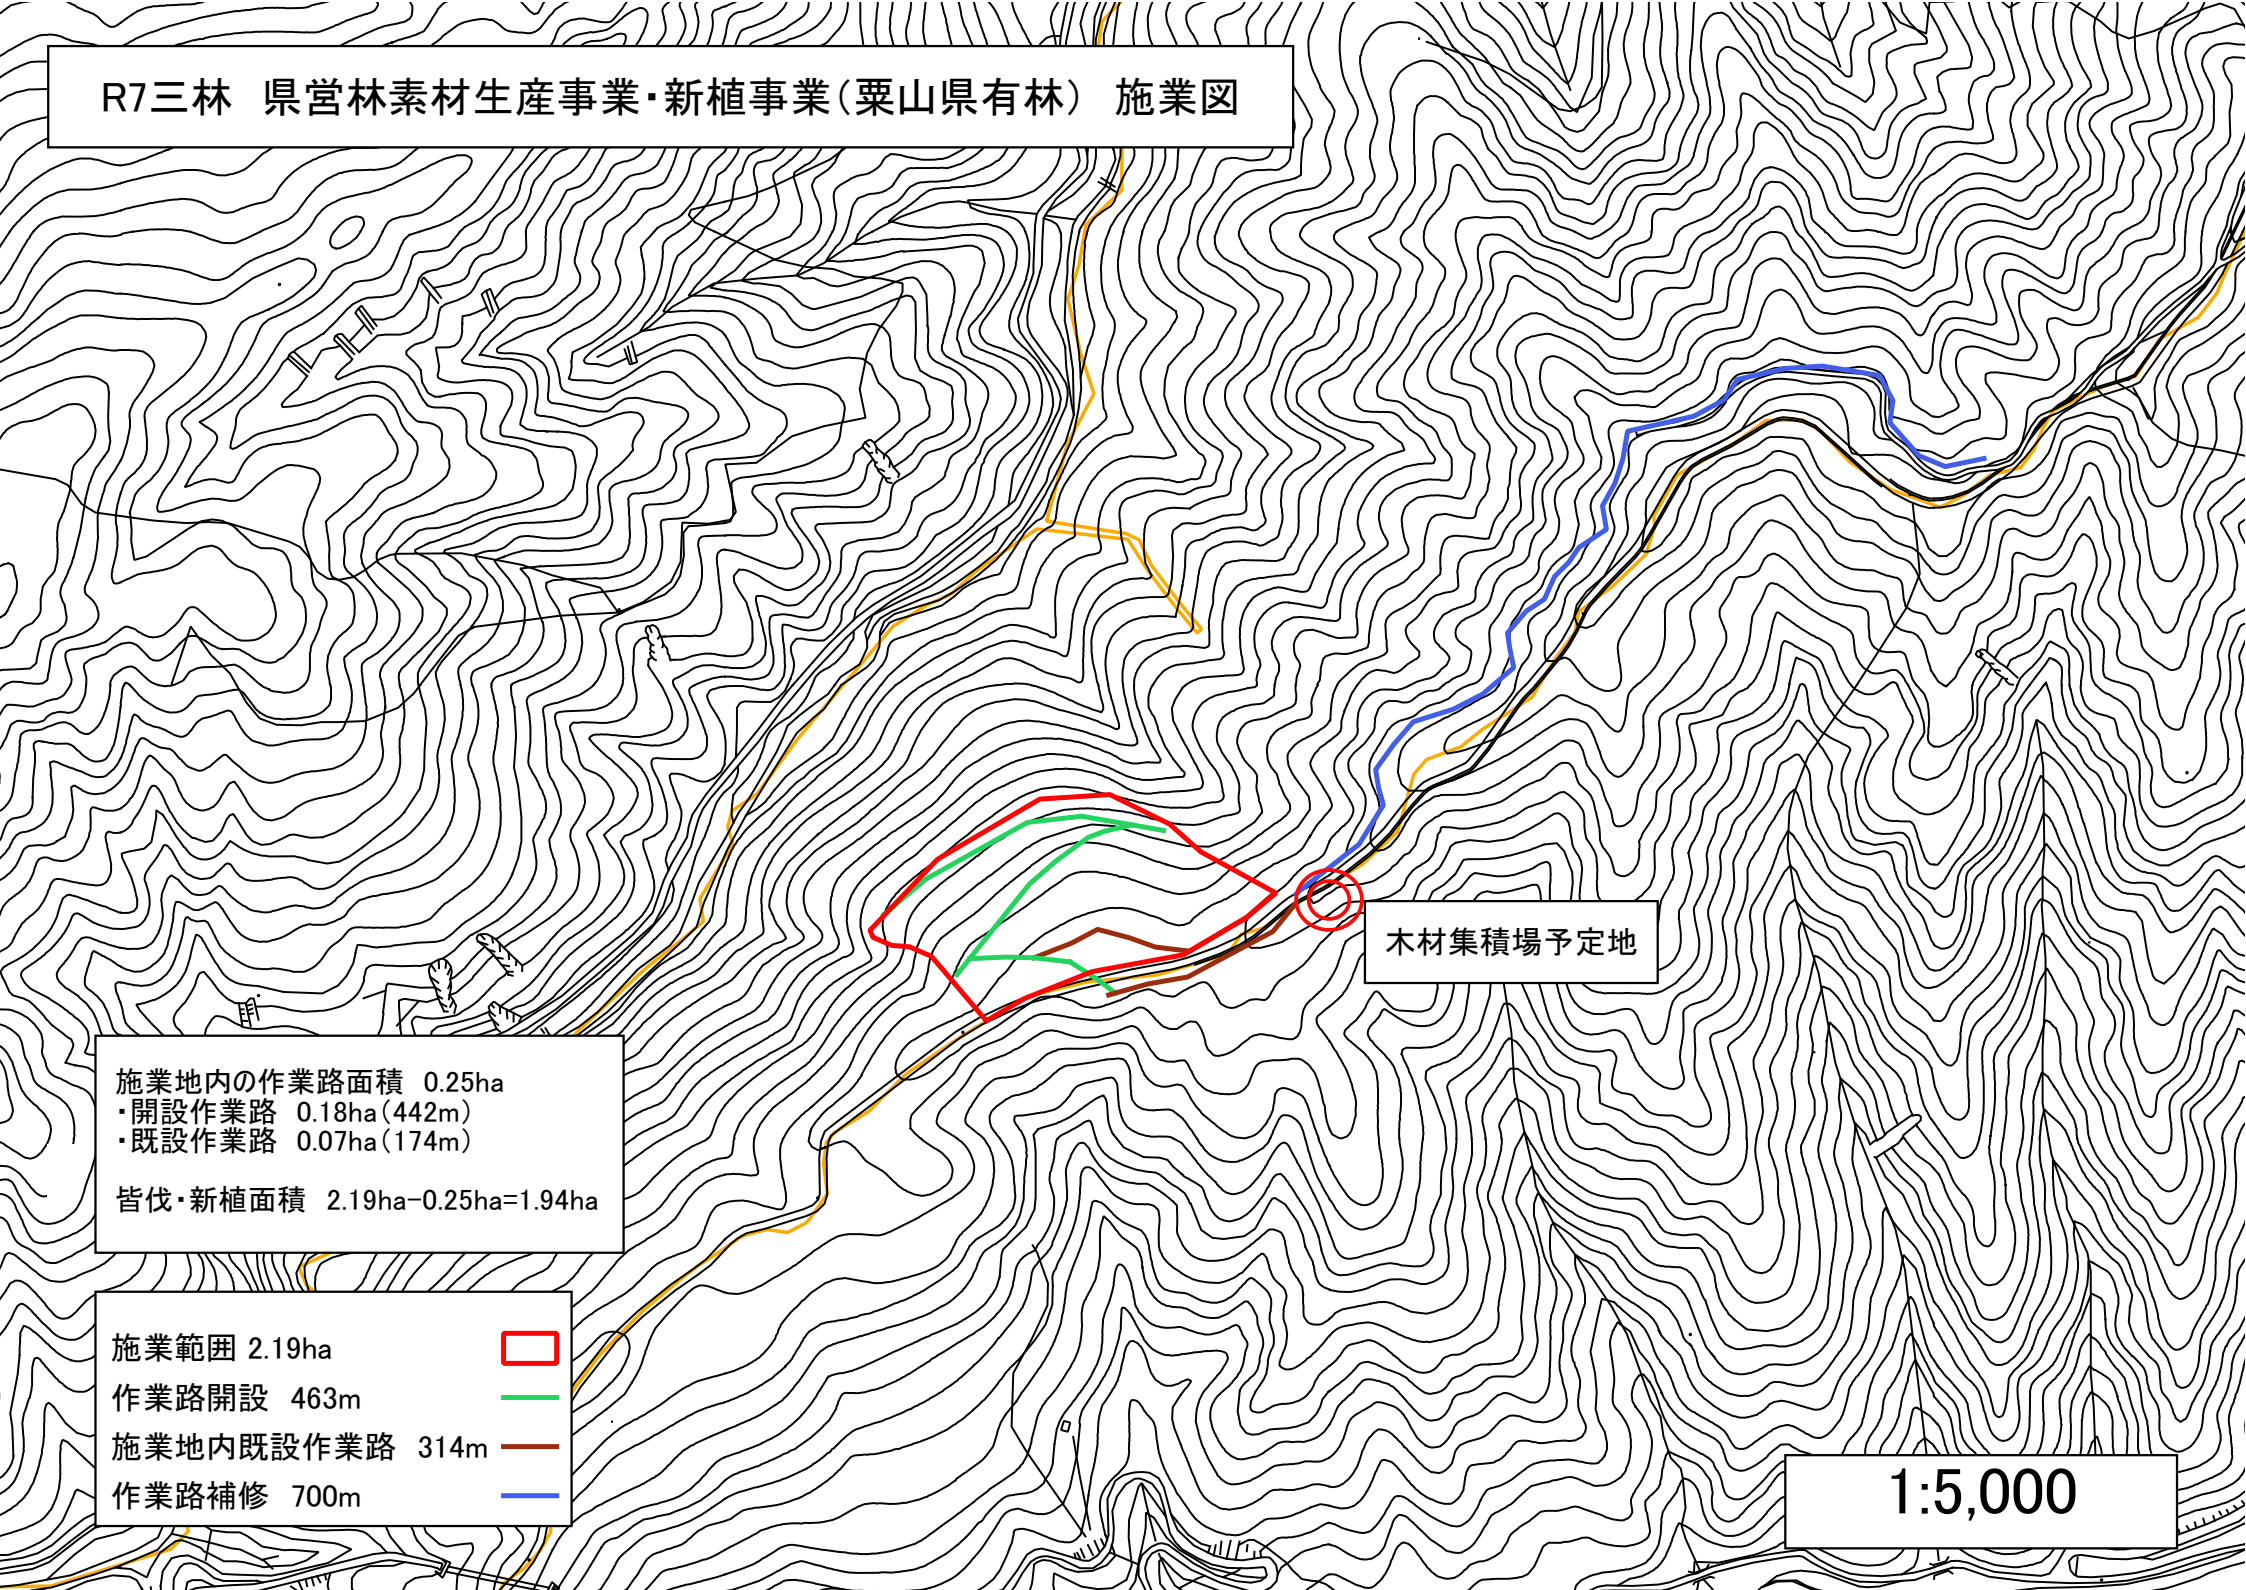 R7三林　県営林素材生産事業・新植事業（粟山県有林）　施業図
木材集積場予定地
施業地内の作業路面積　0.25ha
・開設作業路　0.18ha（442m）
・既設作業路　0.07ha（174m）
皆伐・新植面積　2.19ha-0.25ha=1.94ha
施業範囲 2.19ha
作業路開設　463m
施業地内既設作業路　314m
作業路補修　700m
1:5,000